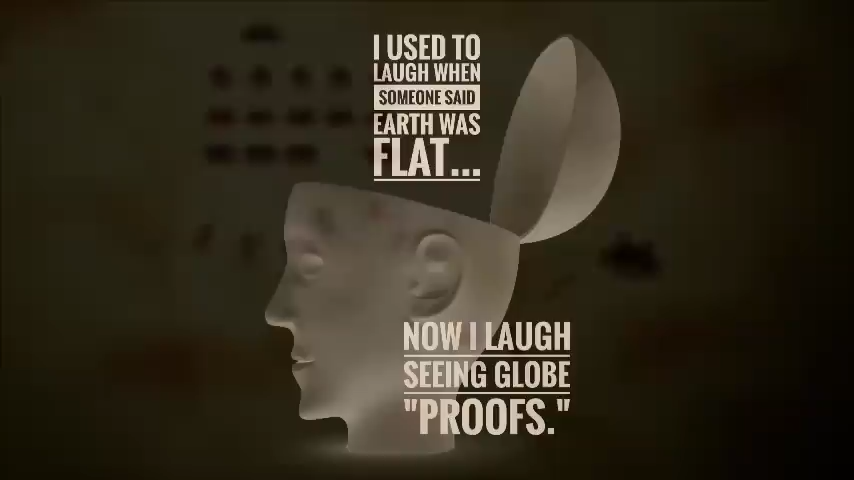 I USED TO
LAUGH WHEN
SOMEONE SAID
EARTH WAS
FLAT...
NOW I LAUGH
SEEING GLOBE
"PROOFS."